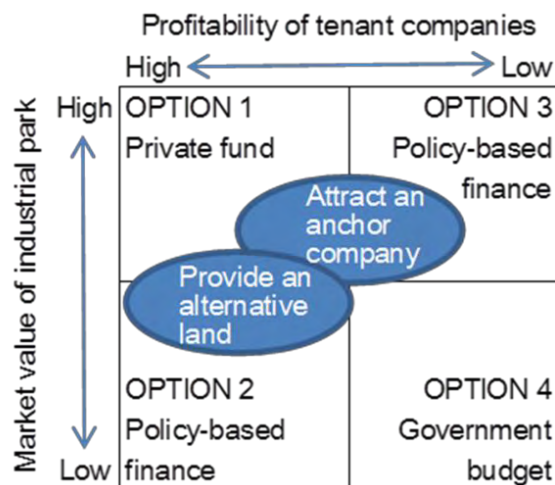 Profitability of tenant companies
High Low
Market value of industrial park
High
Low
OPTION 1
Private fund
OPTION 3
Policy-based
finance
Attract an
anchor
company
Provide an
alternative
land
OPTION 2
Policy-based
finance
OPTION 4
Government
budget